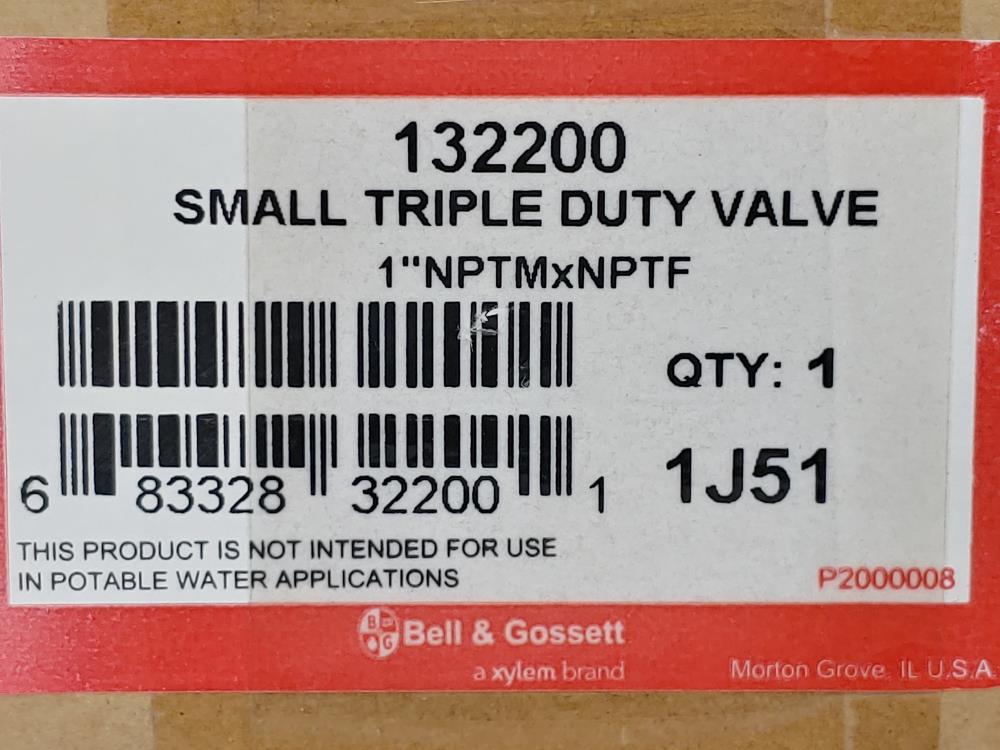 132200
SMALL TRIPLE DUTY VALVE
1"NPTMxNPTF
QTY: 1
6 83328 32200 1
1J51
THIS PRODUCT IS NOT INTENDED FOR USE
IN POTABLE WATER APPLICATIONS
P2000008
B G Bell & Gossett
a xylem brand
Morton Grove IL U.S.A